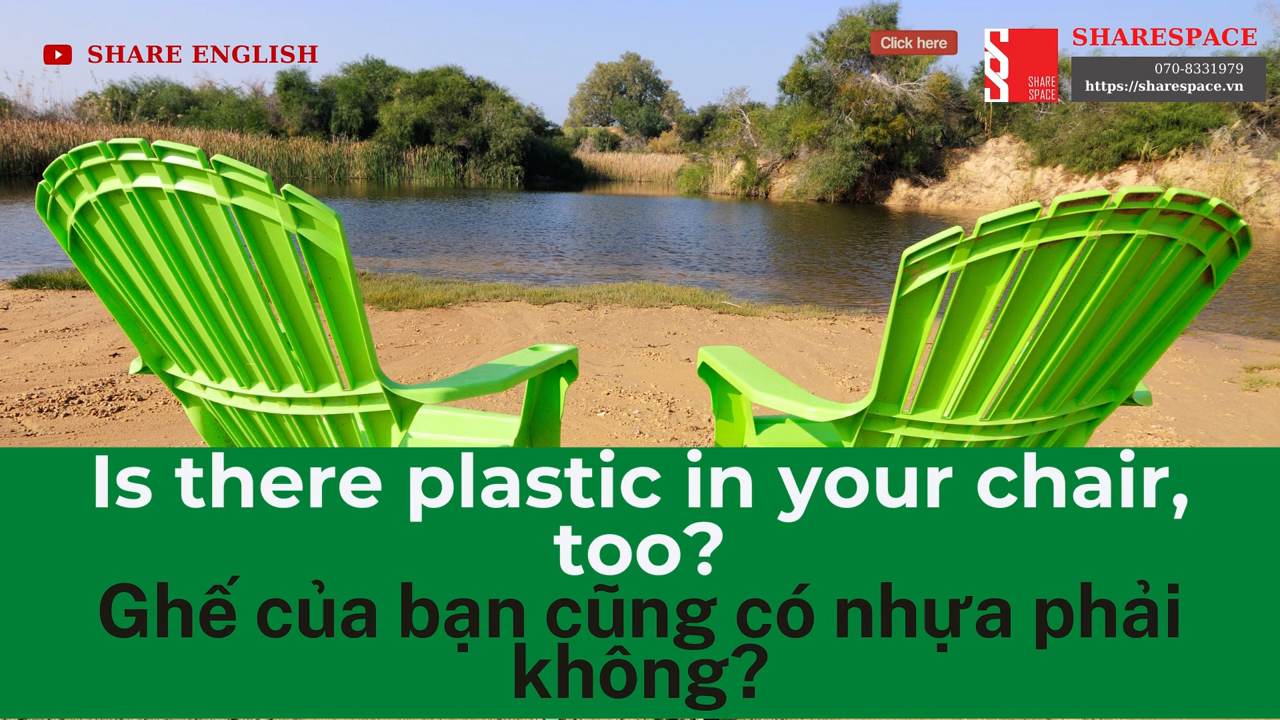 SHARE ENGLISH
Click here
SHARE
SPACE
SHARESPACE
070-8331979
https://sharespace.vn
Is there plastic in your chair,
too?
Ghế của bạn cũng có nhựa phải
không?